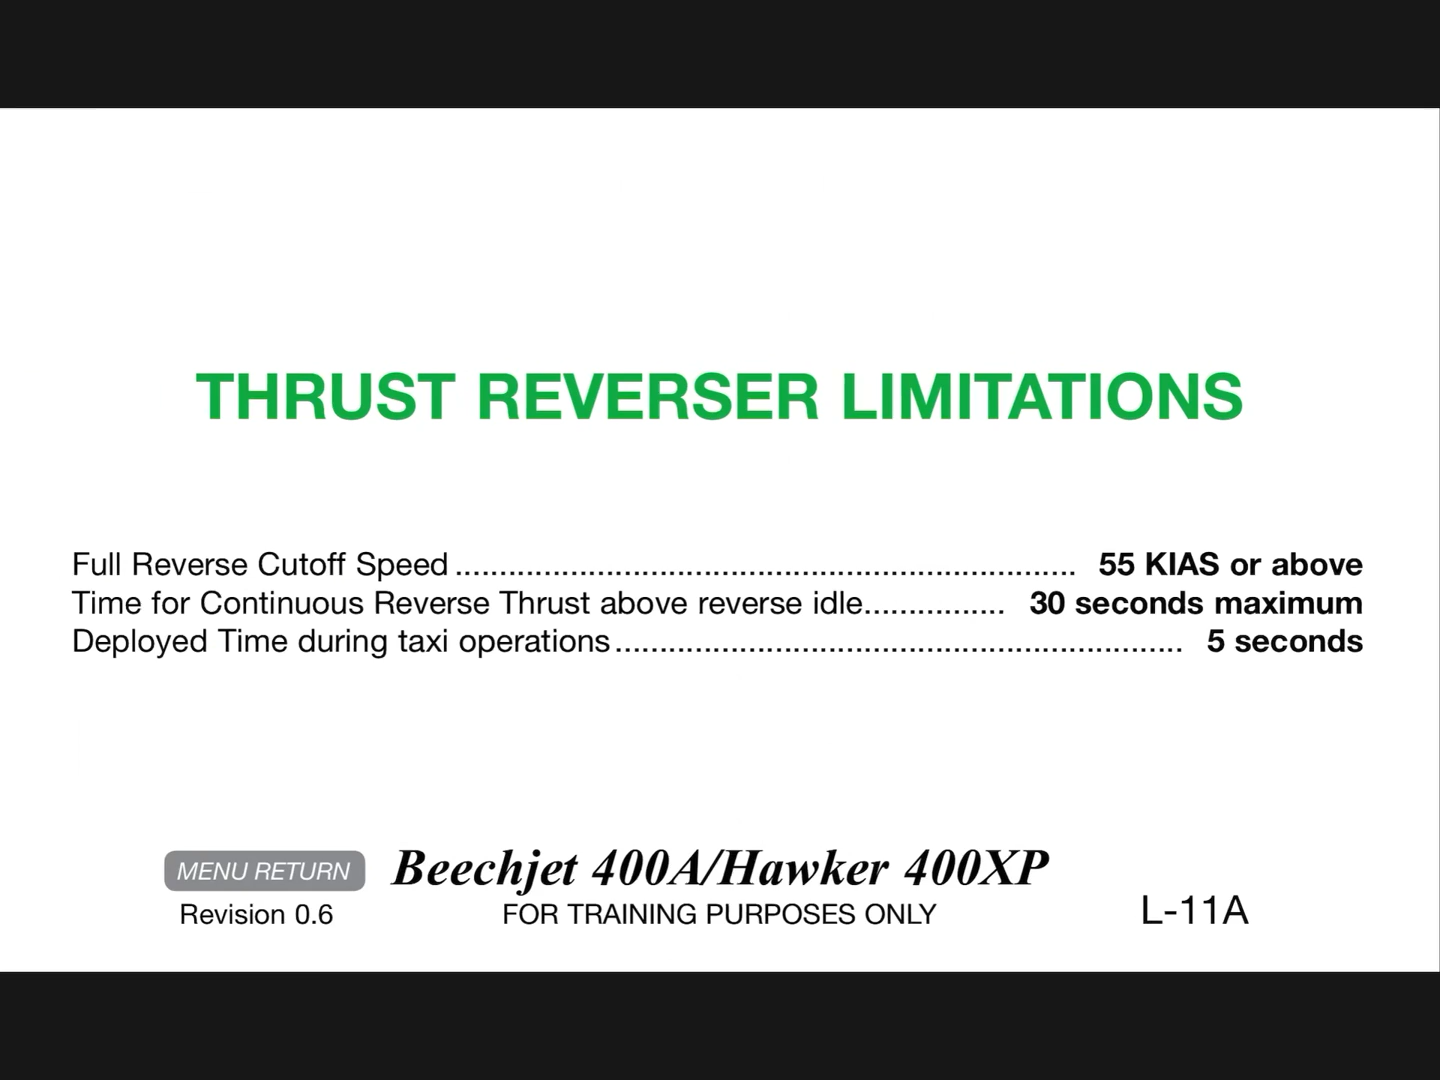 THRUST REVERSER LIMITATIONS
Full Reverse Cutoff Speed ...................................................................... 55 KIAS or above
Time for Continuous Reverse Thrust above reverse idle................ 30 seconds maximum
Deployed Time during taxi operations ................................................................ 5 seconds
MENU RETURN Beechjet 400A/Hawker 400XP
Revision 0.6 FOR TRAINING PURPOSES ONLY L-11A